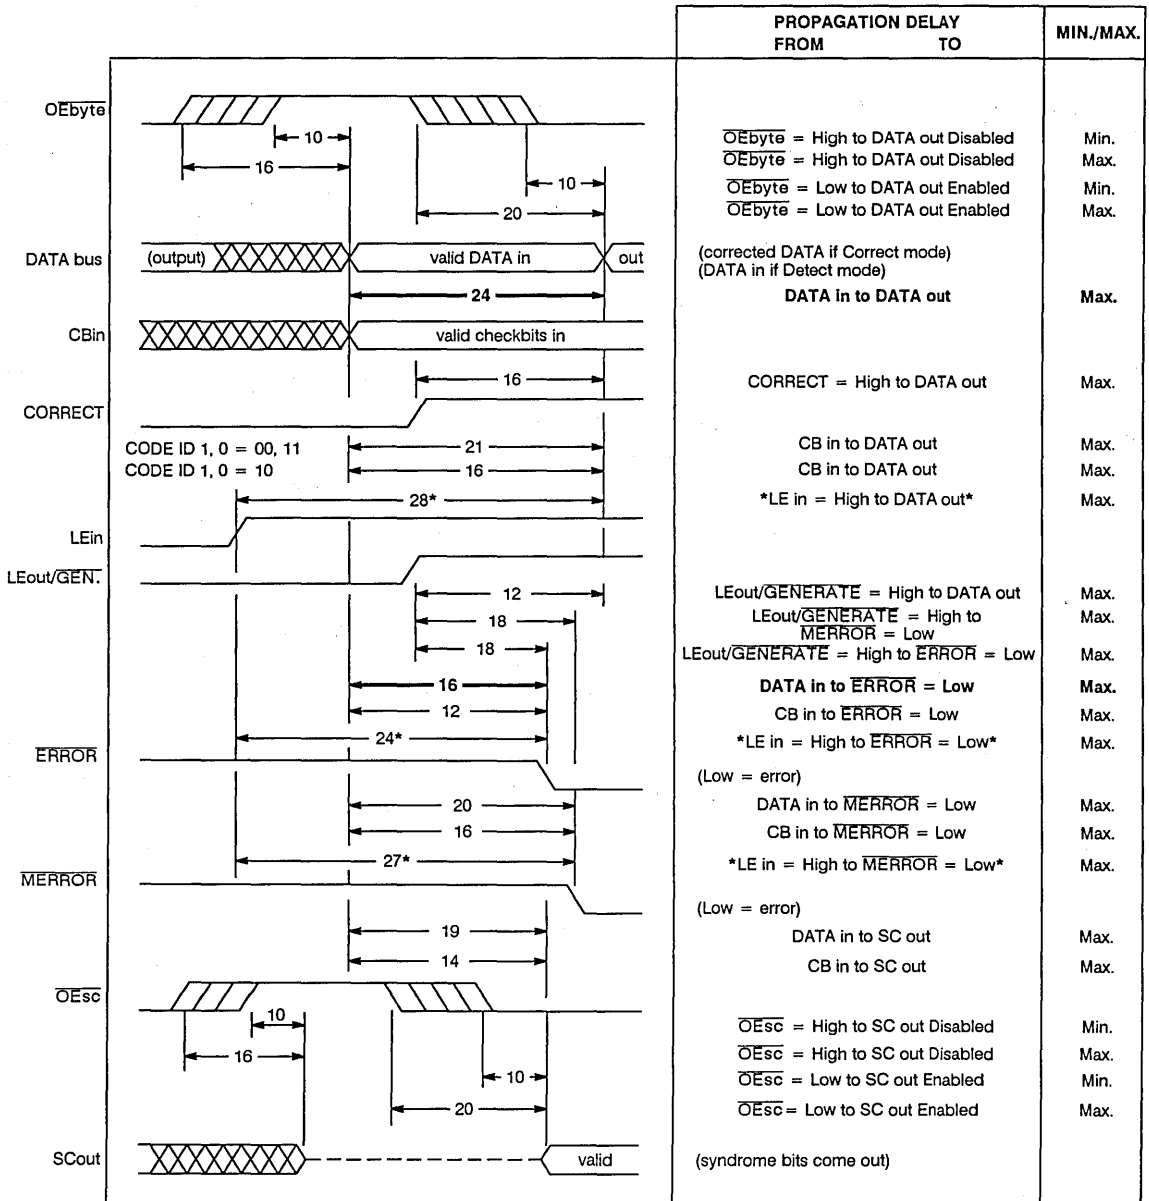 PROPAGATION DELAY
FROM TO
MIN./MAX.
OEbyte
10
16
10
20
OEbyte = High to DATA out Disabled Min.
OEbyte = High to DATA out Disabled Max.
OEbyte = Low to DATA out Enabled Min.
OEbyte = Low to DATA out Enabled Max.
DATA bus (output) valid DATA in out
(corrected DATA if Correct mode)
(DATA in if Detect mode)
24 DATA in to DATA out Max.
CBin valid checkbits in
16 CORRECT = High to DATA out Max.
CORRECT
CODE ID 1, 0 = 00, 11 21 CB in to DATA out Max.
CODE ID 1, 0 = 10 16 CB in to DATA out Max.
28* *LE in = High to DATA out* Max.
LEin
LEout/GEN.
12 LEout/GENERATE = High to DATA out Max.
18 LEout/GENERATE = High to Max.
MERROR = Low
18 LEout/GENERATE = High to ERROR = Low Max.
16 DATA in to ERROR = Low Max.
12 CB in to ERROR = Low Max.
24* *LE in = High to ERROR = Low* Max.
ERROR
(Low = error)
20 DATA in to MERROR = Low Max.
16 CB in to MERROR = Low Max.
27* *LE in = High to MERROR = Low* Max.
MERROR
(Low = error)
19 DATA in to SC out Max.
14 CB in to SC out Max.
OEsc
10 OEsc = High to SC out Disabled Min.
16 OEsc = High to SC out Disabled Max.
10 OEsc = Low to SC out Enabled Min.
20 OEsc = Low to SC out Enabled Max.
SCout valid (syndrome bits come out)